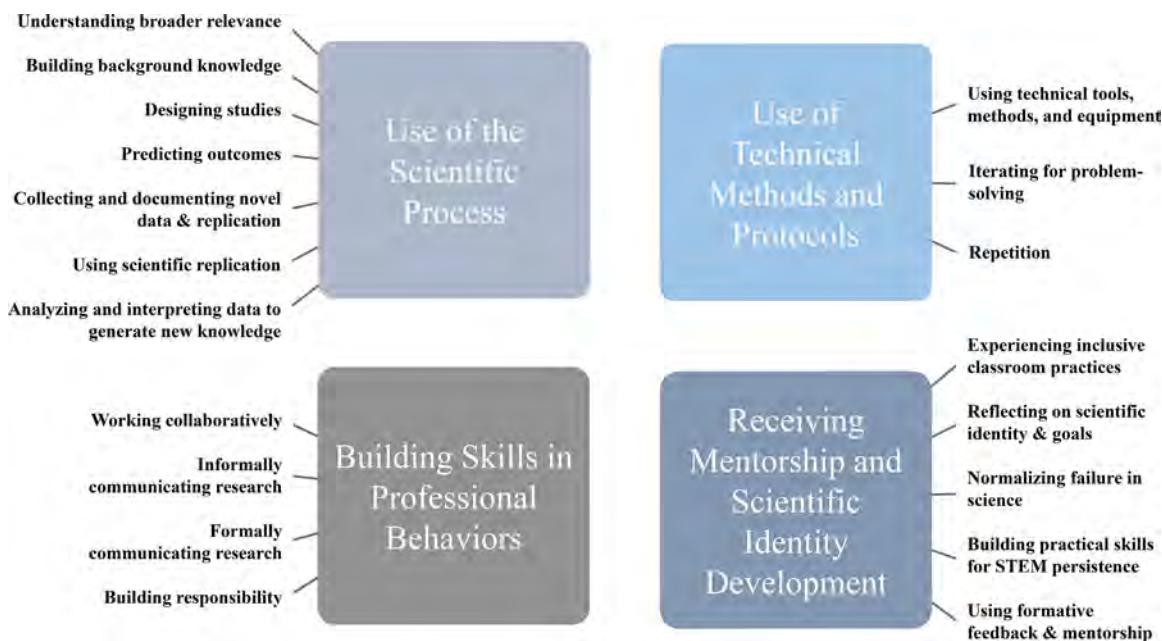 Understanding broader relevance
Building background knowledge
Designing studies
Predicting outcomes
Collecting and documenting novel
data & replication
Using scientific replication
Analyzing and interpreting data to
generate new knowledge
Use of the
Scientific
Process
Use of
Technical
Methods and
Protocols
Using technical tools,
methods, and equipment
Iterating for problem-
solving
Repetition
Working collaboratively
Informally
communicating research
Formally
communicating research
Building responsibility
Building Skills in
Professional
Behaviors
Receiving
Mentorship and
Scientific
Identity
Development
Experiencing inclusive
classroom practices
Reflecting on scientific
identity & goals
Normalizing failure in
science
Building practical skills
for STEM persistence
Using formative
feedback & mentorship